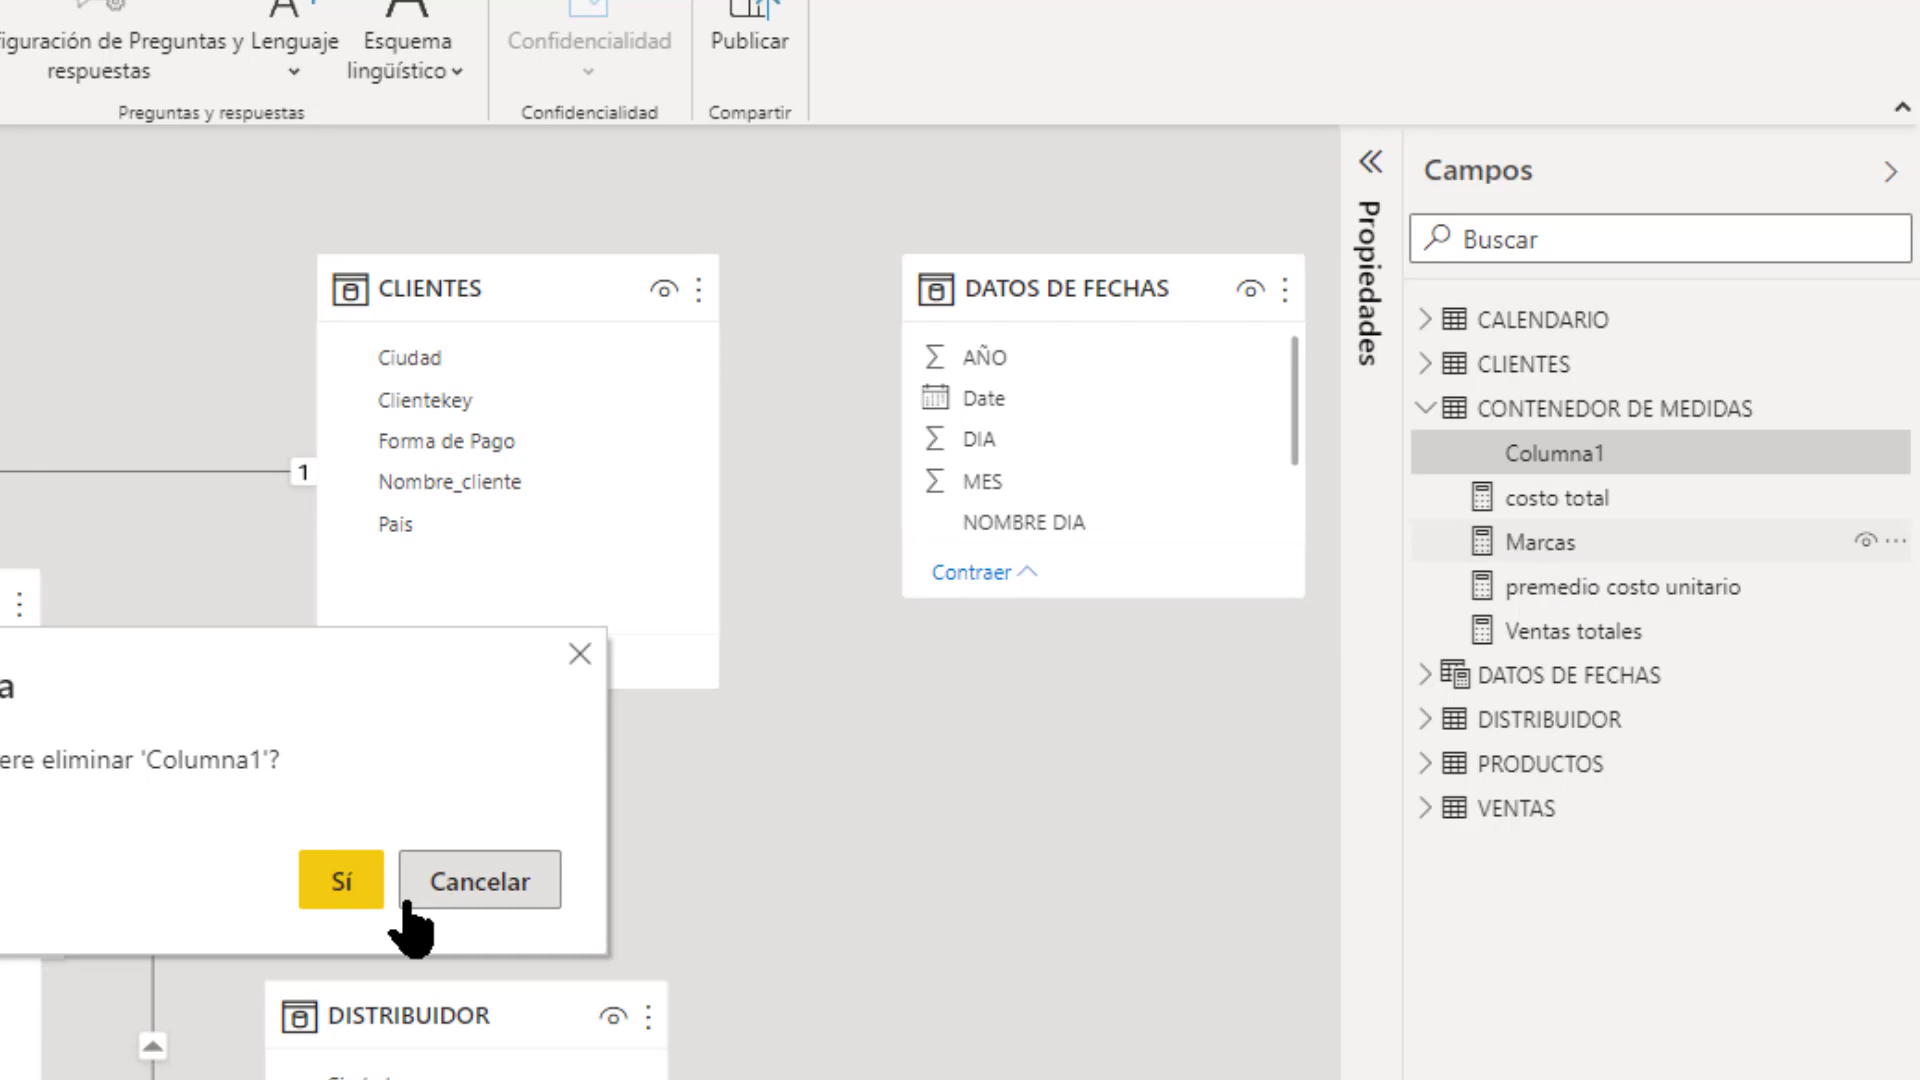 figuración de Preguntas y
respuestas
Lenguaje
Esquema
lingüístico
Preguntas y respuestas
Confidencialidad
Confidencialidad
Publicar
Compartir
CLIENTES
Ciudad
Clientekey
Forma de Pago
Nombre_cliente
Pais
1
DATOS DE FECHAS
AÑO
Date
DIA
MES
NOMBRE DIA
Contraer
a
ere eliminar 'Columna1'?
Sí
Cancelar
DISTRIBUIDOR
Propiedades
Campos
Buscar
CALENDARIO
CLIENTES
CONTENEDOR DE MEDIDAS
Columna1
costo total
Marcas
premedio costo unitario
Ventas totales
DATOS DE FECHAS
DISTRIBUIDOR
PRODUCTOS
VENTAS